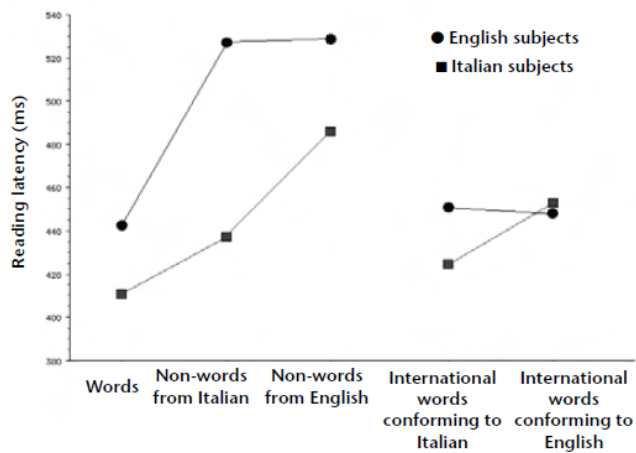 540
520
500
480
460
440
420
400
380
Reading latency (ms)
English subjects
Italian subjects
Words
Non-words
from Italian
Non-words
from English
International
words
conforming to
Italian
International
words
conforming to
English